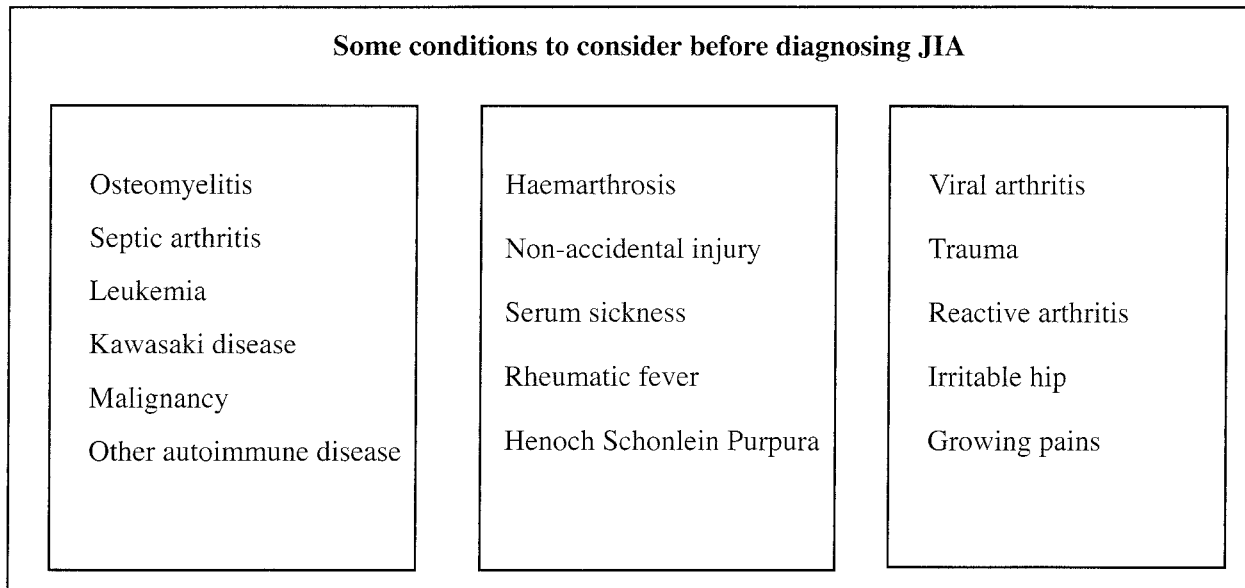 Some conditions to consider before diagnosing JIA
Osteomyelitis
Septic arthritis
Leukemia
Kawasaki disease
Malignancy
Other autoimmune disease
Haemarthrosis
Non-accidental injury
Serum sickness
Rheumatic fever
Henoch Schonlein Purpura
Viral arthritis
Trauma
Reactive arthritis
Irritable hip
Growing pains